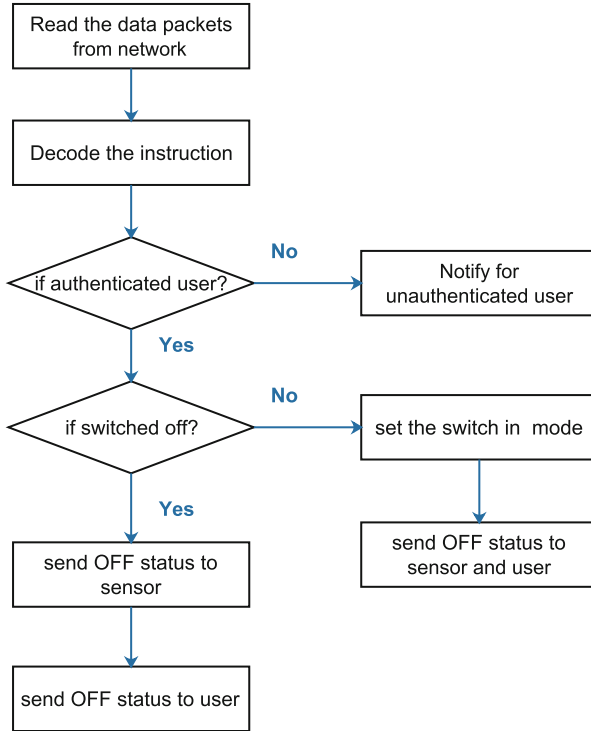 Read the data packets
from network
Decode the instruction
if authenticated user?
No
Notify for
unauthenticated user
Yes
if switched off?
No
set the switch in mode
Yes
send OFF status to
sensor
send OFF status to
sensor and user
send OFF status to user